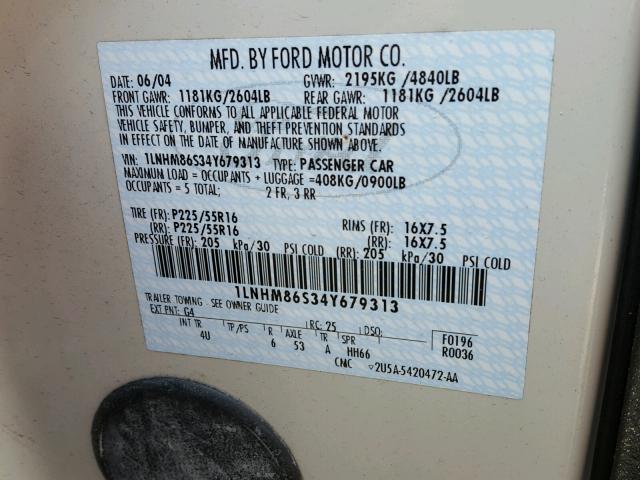 MFD. BY FORD MOTOR CO.
DATE: 06/04 GVWR: 2195KG /4840LB
FRONT GAWR: 1181KG/2604LB REAR GAWR: 1181KG /2604LB
THIS VEHICLE CONFORMS TO ALL APPLICABLE FEDERAL MOTOR
VEHICLE SAFETY, BUMPER, AND THEFT PREVENTION STANDARDS
IN EFFECT ON THE DATE OF MANUFACTURE SHOWN ABOVE.
VIN: 1LNHM86S34Y679313 TYPE: PASSENGER CAR
MAXIMUM LOAD = OCCUPANTS + LUGGAGE =408KG/0900LB
OCCUPANTS = 5 TOTAL; 2 FR, 3 RR
TIRE (FR): P225/55R16 RIMS (FR): 16X7.5
(RR): P225/55R16 (RR): 16X7.5
PRESSURE (FR): 205 kPa/30 PSI COLD (RR): 205 kPa/30 PSI COLD
1LNHM86S34Y679313
TRAILER TOWING - SEE OWNER GUIDE
EXT PNT: G4 RC: 25 DSO: F0196
INT TR TP/PS R AXLE TR SPR R0036
4U 6 53 A HH66
CMC ▽2U5A-5420472-AA